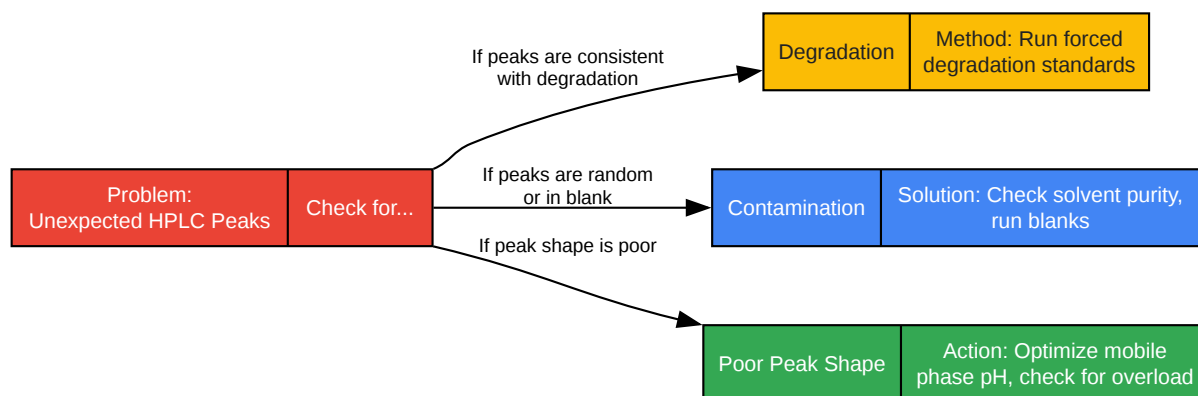 Problem:
Unexpected HPLC Peaks
Check for...
If peaks are consistent
with degradation
Degradation
Method: Run forced
degradation standards
If peaks are random
or in blank
Contamination
Solution: Check solvent purity,
run blanks
If peak shape is poor
Poor Peak Shape
Action: Optimize mobile
phase pH, check for overload